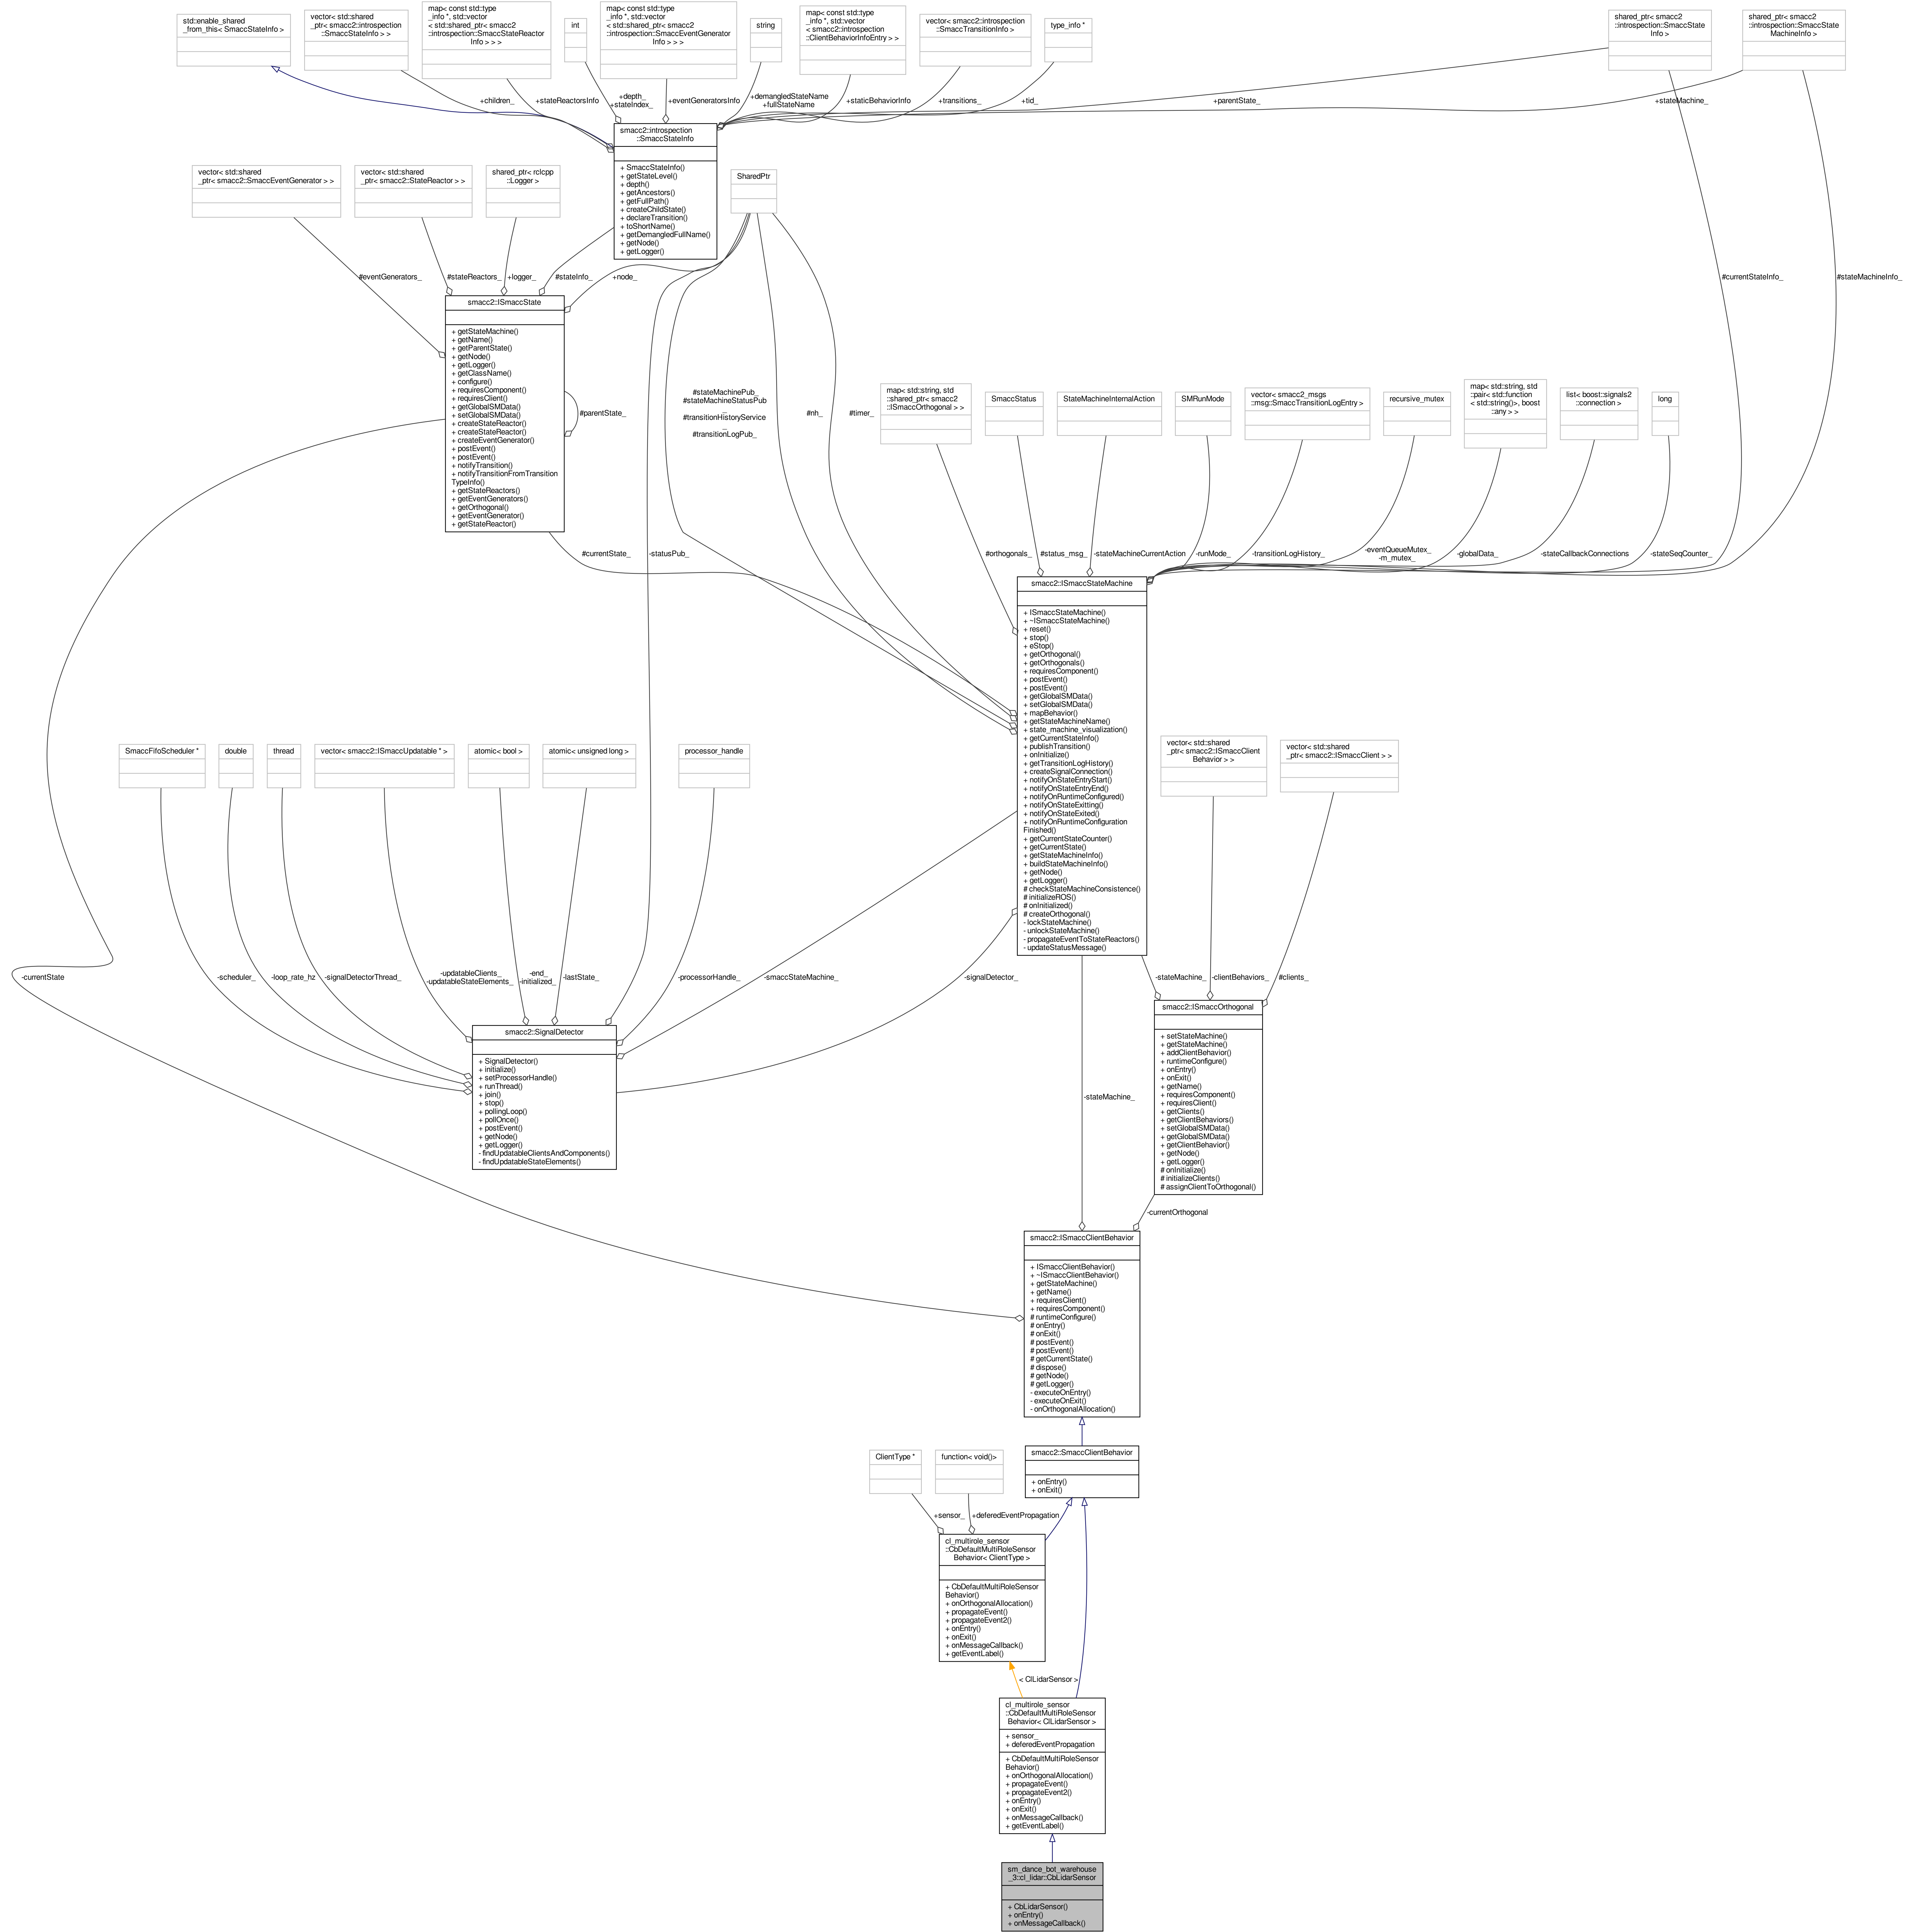 std::enable_shared
_from_this< SmaccStateInfo >
vector< std::shared
_ptr< smacc2::introspection
::SmaccStateInfo > >
map< const std::type
_info *, std::vector
< std::shared_ptr< smacc2
::introspection::SmaccStateReactor
Info > > >
int
map< const std::type
_info *, std::vector
< std::shared_ptr< smacc2
::introspection::SmaccEventGenerator
Info > > >
string
map< const std::type
_info *, std::vector
< smacc2::introspection
::ClientBehaviorInfoEntry > >
vector< smacc2::introspection
::SmaccTransitionInfo >
type_info *
shared_ptr< smacc2
::introspection::SmaccState
Info >
shared_ptr< smacc2
::introspection::SmaccState
MachineInfo >
+children_
+stateReactorsInfo
+depth_
+stateIndex_
+eventGeneratorsInfo
+demangledStateName
+fullStateName
+staticBehaviorInfo
+transitions_
+tid_
+parentState_
+stateMachine_
smacc2::introspection
::SmaccStateInfo
+ SmaccStateInfo()
+ getStateLevel()
+ depth()
+ getAncestors()
+ getFullPath()
+ createChildState()
+ declareTransition()
+ toShortName()
+ getDemangledFullName()
+ getNode()
+ getLogger()
vector< std::shared
_ptr< smacc2::SmaccEventGenerator > >
vector< std::shared
_ptr< smacc2::StateReactor > >
shared_ptr< rclcpp
::Logger >
SharedPtr
#eventGenerators_
#stateReactors_
+logger_
#stateInfo_
+node_
#currentStateInfo_
#stateMachineInfo_
smacc2::ISmaccState
+ getStateMachine()
+ getName()
+ getParentState()
+ getNode()
+ getLogger()
+ getClassName()
+ configure()
+ requiresComponent()
+ requiresClient()
+ getGlobalSMData()
+ setGlobalSMData()
+ createStateReactor()
+ createStateReactor()
+ createEventGenerator()
+ postEvent()
+ postEvent()
+ notifyTransition()
+ notifyTransitionFromTransition
TypeInfo()
+ getStateReactors()
+ getEventGenerators()
+ getOrthogonal()
+ getEventGenerator()
+ getStateReactor()
#parentState_
#stateMachinePub_
#stateMachineStatusPub
_
#transitionHistoryService
_
#transitionLogPub_
#nh_
#timer_
map< std::string, std
::shared_ptr< smacc2
::ISmaccOrthogonal > >
SmaccStatus
StateMachineInternalAction
SMRunMode
vector< smacc2_msgs
::msg::SmaccTransitionLogEntry >
recursive_mutex
map< std::string, std
::pair< std::function
< std::string()>, boost
::any > >
list< boost::signals2
::connection >
long
#currentState_
-statusPub_
#orthogonals_
#status_msg_
-stateMachineCurrentAction
-runMode_
-transitionLogHistory_
-eventQueueMutex_
-m_mutex_
-globalData_
-stateCallbackConnections
-stateSeqCounter_
smacc2::ISmaccStateMachine
+ ISmaccStateMachine()
+ ~ISmaccStateMachine()
+ reset()
+ stop()
+ eStop()
+ getOrthogonal()
+ getOrthogonals()
+ requiresComponent()
+ postEvent()
+ postEvent()
+ getGlobalSMData()
+ setGlobalSMData()
+ mapBehavior()
+ getStateMachineName()
+ state_machine_visualization()
+ getCurrentStateInfo()
+ publishTransition()
+ onInitialize()
+ getTransitionLogHistory()
+ createSignalConnection()
+ notifyOnStateEntryStart()
+ notifyOnStateEntryEnd()
+ notifyOnRuntimeConfigured()
+ notifyOnStateExitting()
+ notifyOnStateExited()
+ notifyOnRuntimeConfiguration
Finished()
+ getCurrentStateCounter()
+ getCurrentState()
+ getStateMachineInfo()
+ buildStateMachineInfo()
+ getNode()
+ getLogger()
# checkStateMachineConsistence()
# initializeROS()
# onInitialized()
# createOrthogonal()
- lockStateMachine()
- unlockStateMachine()
- propagateEventToStateReactors()
- updateStatusMessage()
SmaccFifoScheduler *
double
thread
vector< smacc2::ISmaccUpdatable * >
atomic< bool >
atomic< unsigned long >
processor_handle
vector< std::shared
_ptr< smacc2::ISmaccClient
Behavior > >
vector< std::shared
_ptr< smacc2::ISmaccClient > >
-currentState
-scheduler_
-loop_rate_hz
-signalDetectorThread_
-updatableClients_
-updatableStateElements_
-end_
-initialized_
-lastState_
-processorHandle_
-smaccStateMachine_
-signalDetector_
-stateMachine_
-clientBehaviors_
#clients_
smacc2::SignalDetector
+ SignalDetector()
+ initialize()
+ setProcessorHandle()
+ runThread()
+ join()
+ stop()
+ pollingLoop()
+ pollOnce()
+ postEvent()
+ getNode()
+ getLogger()
- findUpdatableClientsAndComponents()
- findUpdatableStateElements()
smacc2::ISmaccOrthogonal
+ setStateMachine()
+ getStateMachine()
+ addClientBehavior()
+ runtimeConfigure()
+ onEntry()
+ onExit()
+ getName()
+ requiresComponent()
+ requiresClient()
+ getClients()
+ getClientBehaviors()
+ setGlobalSMData()
+ getGlobalSMData()
+ getClientBehavior()
+ getNode()
+ getLogger()
# onInitialize()
# initializeClients()
# assignClientToOrthogonal()
-stateMachine_
-currentOrthogonal
smacc2::ISmaccClientBehavior
+ ISmaccClientBehavior()
+ ~ISmaccClientBehavior()
+ getStateMachine()
+ getName()
+ requiresClient()
+ requiresComponent()
# runtimeConfigure()
# onEntry()
# onExit()
# postEvent()
# postEvent()
# getCurrentState()
# dispose()
# getNode()
# getLogger()
- executeOnEntry()
- executeOnExit()
- onOrthogonalAllocation()
ClientType *
function< void()>
smacc2::SmaccClientBehavior
+ onEntry()
+ onExit()
+sensor_
+deferedEventPropagation
cl_multirole_sensor
::CbDefaultMultiRoleSensor
Behavior< ClientType >
+ CbDefaultMultiRoleSensor
Behavior()
+ onOrthogonalAllocation()
+ propagateEvent()
+ propagateEvent2()
+ onEntry()
+ onExit()
+ onMessageCallback()
+ getEventLabel()
< ClLidarSensor >
cl_multirole_sensor
::CbDefaultMultiRoleSensor
Behavior< ClLidarSensor >
+ sensor_
+ deferedEventPropagation
+ CbDefaultMultiRoleSensor
Behavior()
+ onOrthogonalAllocation()
+ propagateEvent()
+ propagateEvent2()
+ onEntry()
+ onExit()
+ onMessageCallback()
+ getEventLabel()
sm_dance_bot_warehouse
_3::cl_lidar::CbLidarSensor
+ CbLidarSensor()
+ onEntry()
+ onMessageCallback()